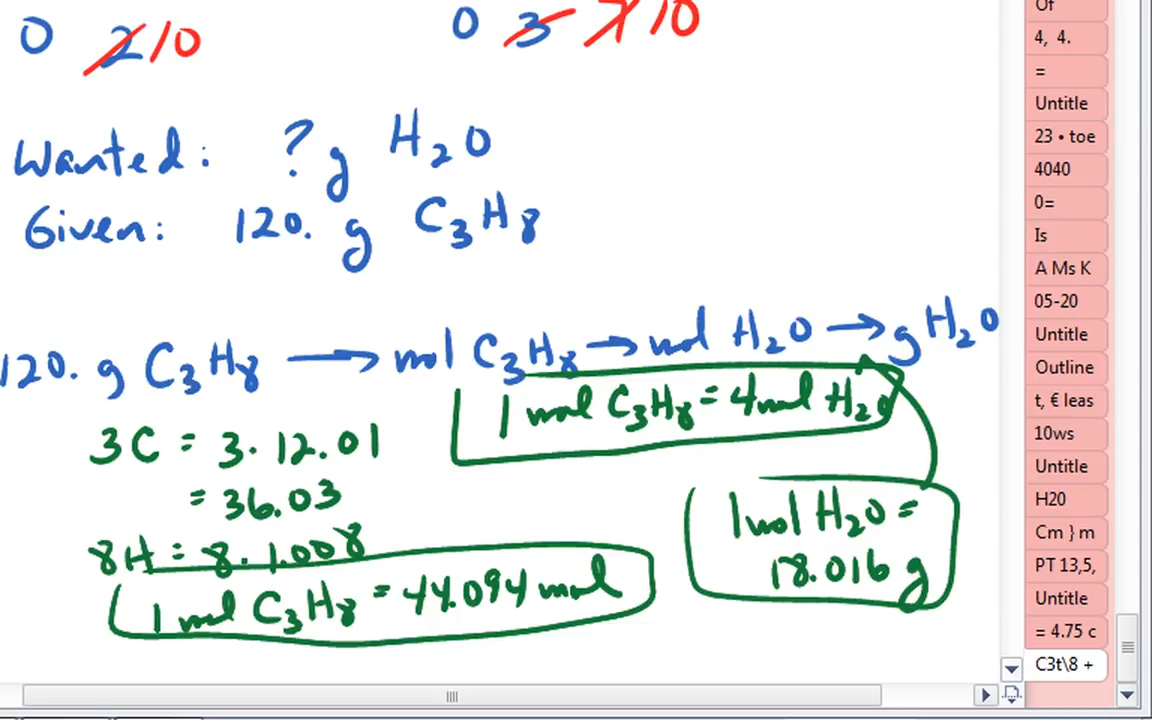 0 2/10 0 3 7/10
Wanted: ? g H2O
Given: 120. g C3H8
120. g C3H8 → mol C3H8 → mol H2O → g H2O
1 mol C3H8 = 4 mol H2O
3C = 3 · 12.01
= 36.03
8H = 8 · 1.008
1 mol C3H8 = 44.094 mol
1 mol H2O =
18.016 g
Of
4, 4.
=
Untitle
23 • toe
4040
0=
Is
A Ms K
05-20
Untitle
Outline
t, € leas
10ws
Untitle
H20
Cm } m
PT 13,5,
Untitle
= 4.75 c
C3t\8 +